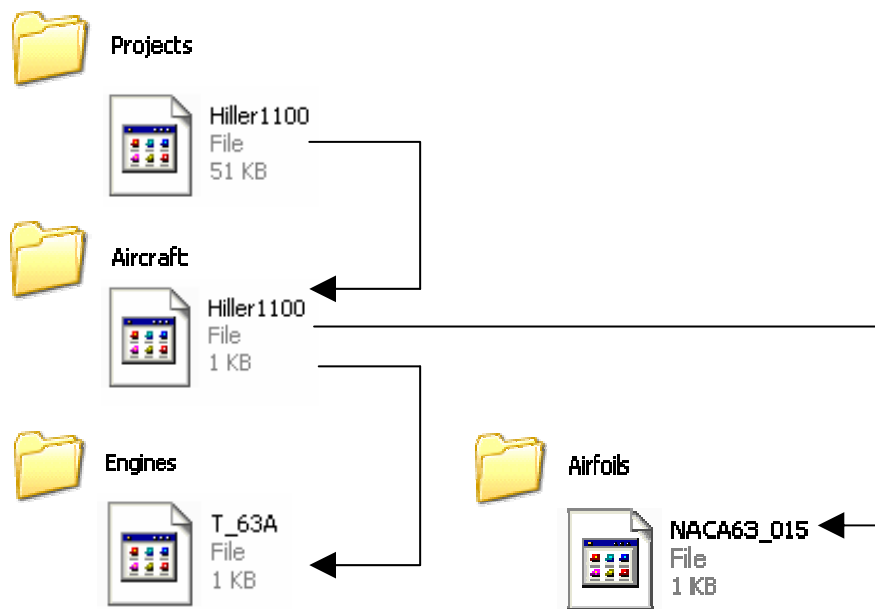 Projects
Hiller1100
File
51 KB
Aircraft
Hiller1100
File
1 KB
Engines
T_63A
File
1 KB
Airfoils
NACA63_015
File
1 KB